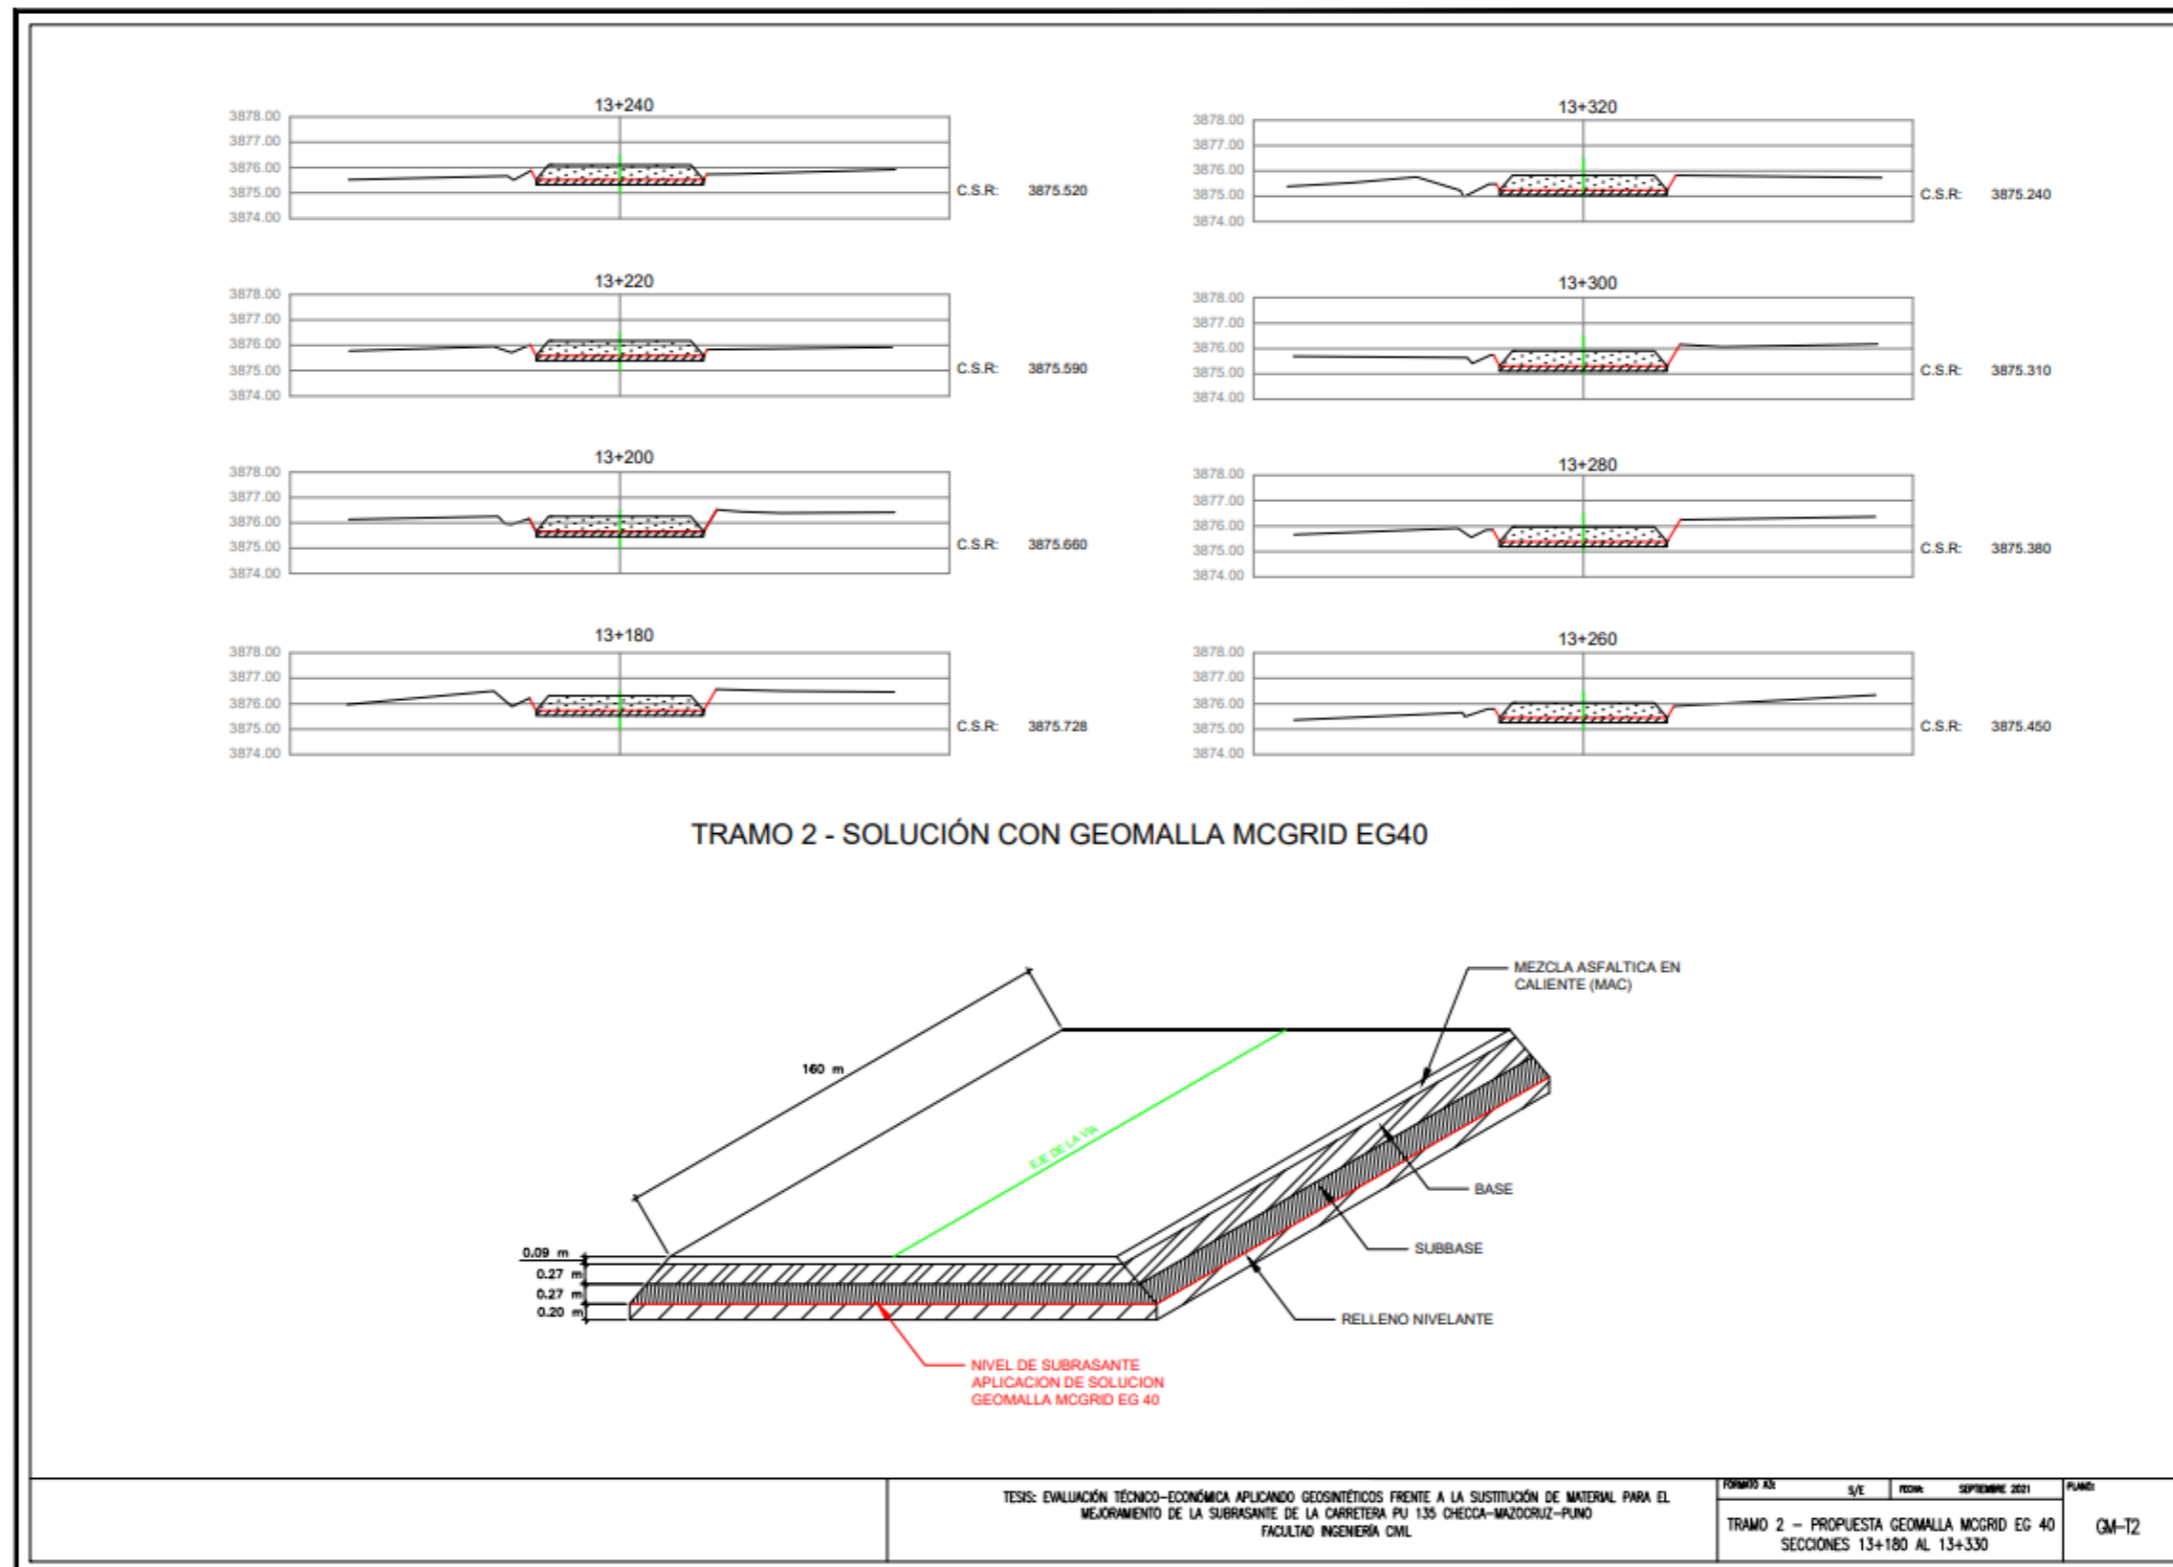 13+240
3878.00
3877.00
3876.00
3875.00
3874.00
C.S.R: 3875.520
13+220
3878.00
3877.00
3876.00
3875.00
3874.00
C.S.R: 3875.590
13+200
3878.00
3877.00
3876.00
3875.00
3874.00
C.S.R: 3875.660
13+180
3878.00
3877.00
3876.00
3875.00
3874.00
C.S.R: 3875.728
13+320
3878.00
3877.00
3876.00
3875.00
3874.00
C.S.R: 3875.240
13+300
3878.00
3877.00
3876.00
3875.00
3874.00
C.S.R: 3875.310
13+280
3878.00
3877.00
3876.00
3875.00
3874.00
C.S.R: 3875.380
13+260
3878.00
3877.00
3876.00
3875.00
3874.00
C.S.R: 3875.450
TRAMO 2 - SOLUCIÓN CON GEOMALLA MCGRID EG40
MEZCLA ASFALTICA EN
CALIENTE (MAC)
160 m
EJE DE LA VIA
BASE
SUBBASE
RELLENO NIVELANTE
0.09 m
0.27 m
0.27 m
0.20 m
NIVEL DE SUBRASANTE
APLICACION DE SOLUCION
GEOMALLA MCGRID EG 40
TESIS: EVALUACIÓN TÉCNICO-ECONÓMICA APLICANDO GEOSINTÉTICOS FRENTE A LA SUSTITUCIÓN DE MATERIAL PARA EL
MEJORAMIENTO DE LA SUBRASANTE DE LA CARRETERA PU 135 CHECCA-MAZOCRUZ-PUNO
FACULTAD INGENIERÍA CIVIL
FORMATO A3: S/E
FECHA: SEPTIEMBRE 2021
TRAMO 2 - PROPUESTA GEOMALLA MCGRID EG 40
SECCIONES 13+180 AL 13+330
PLANO:
GM-T2